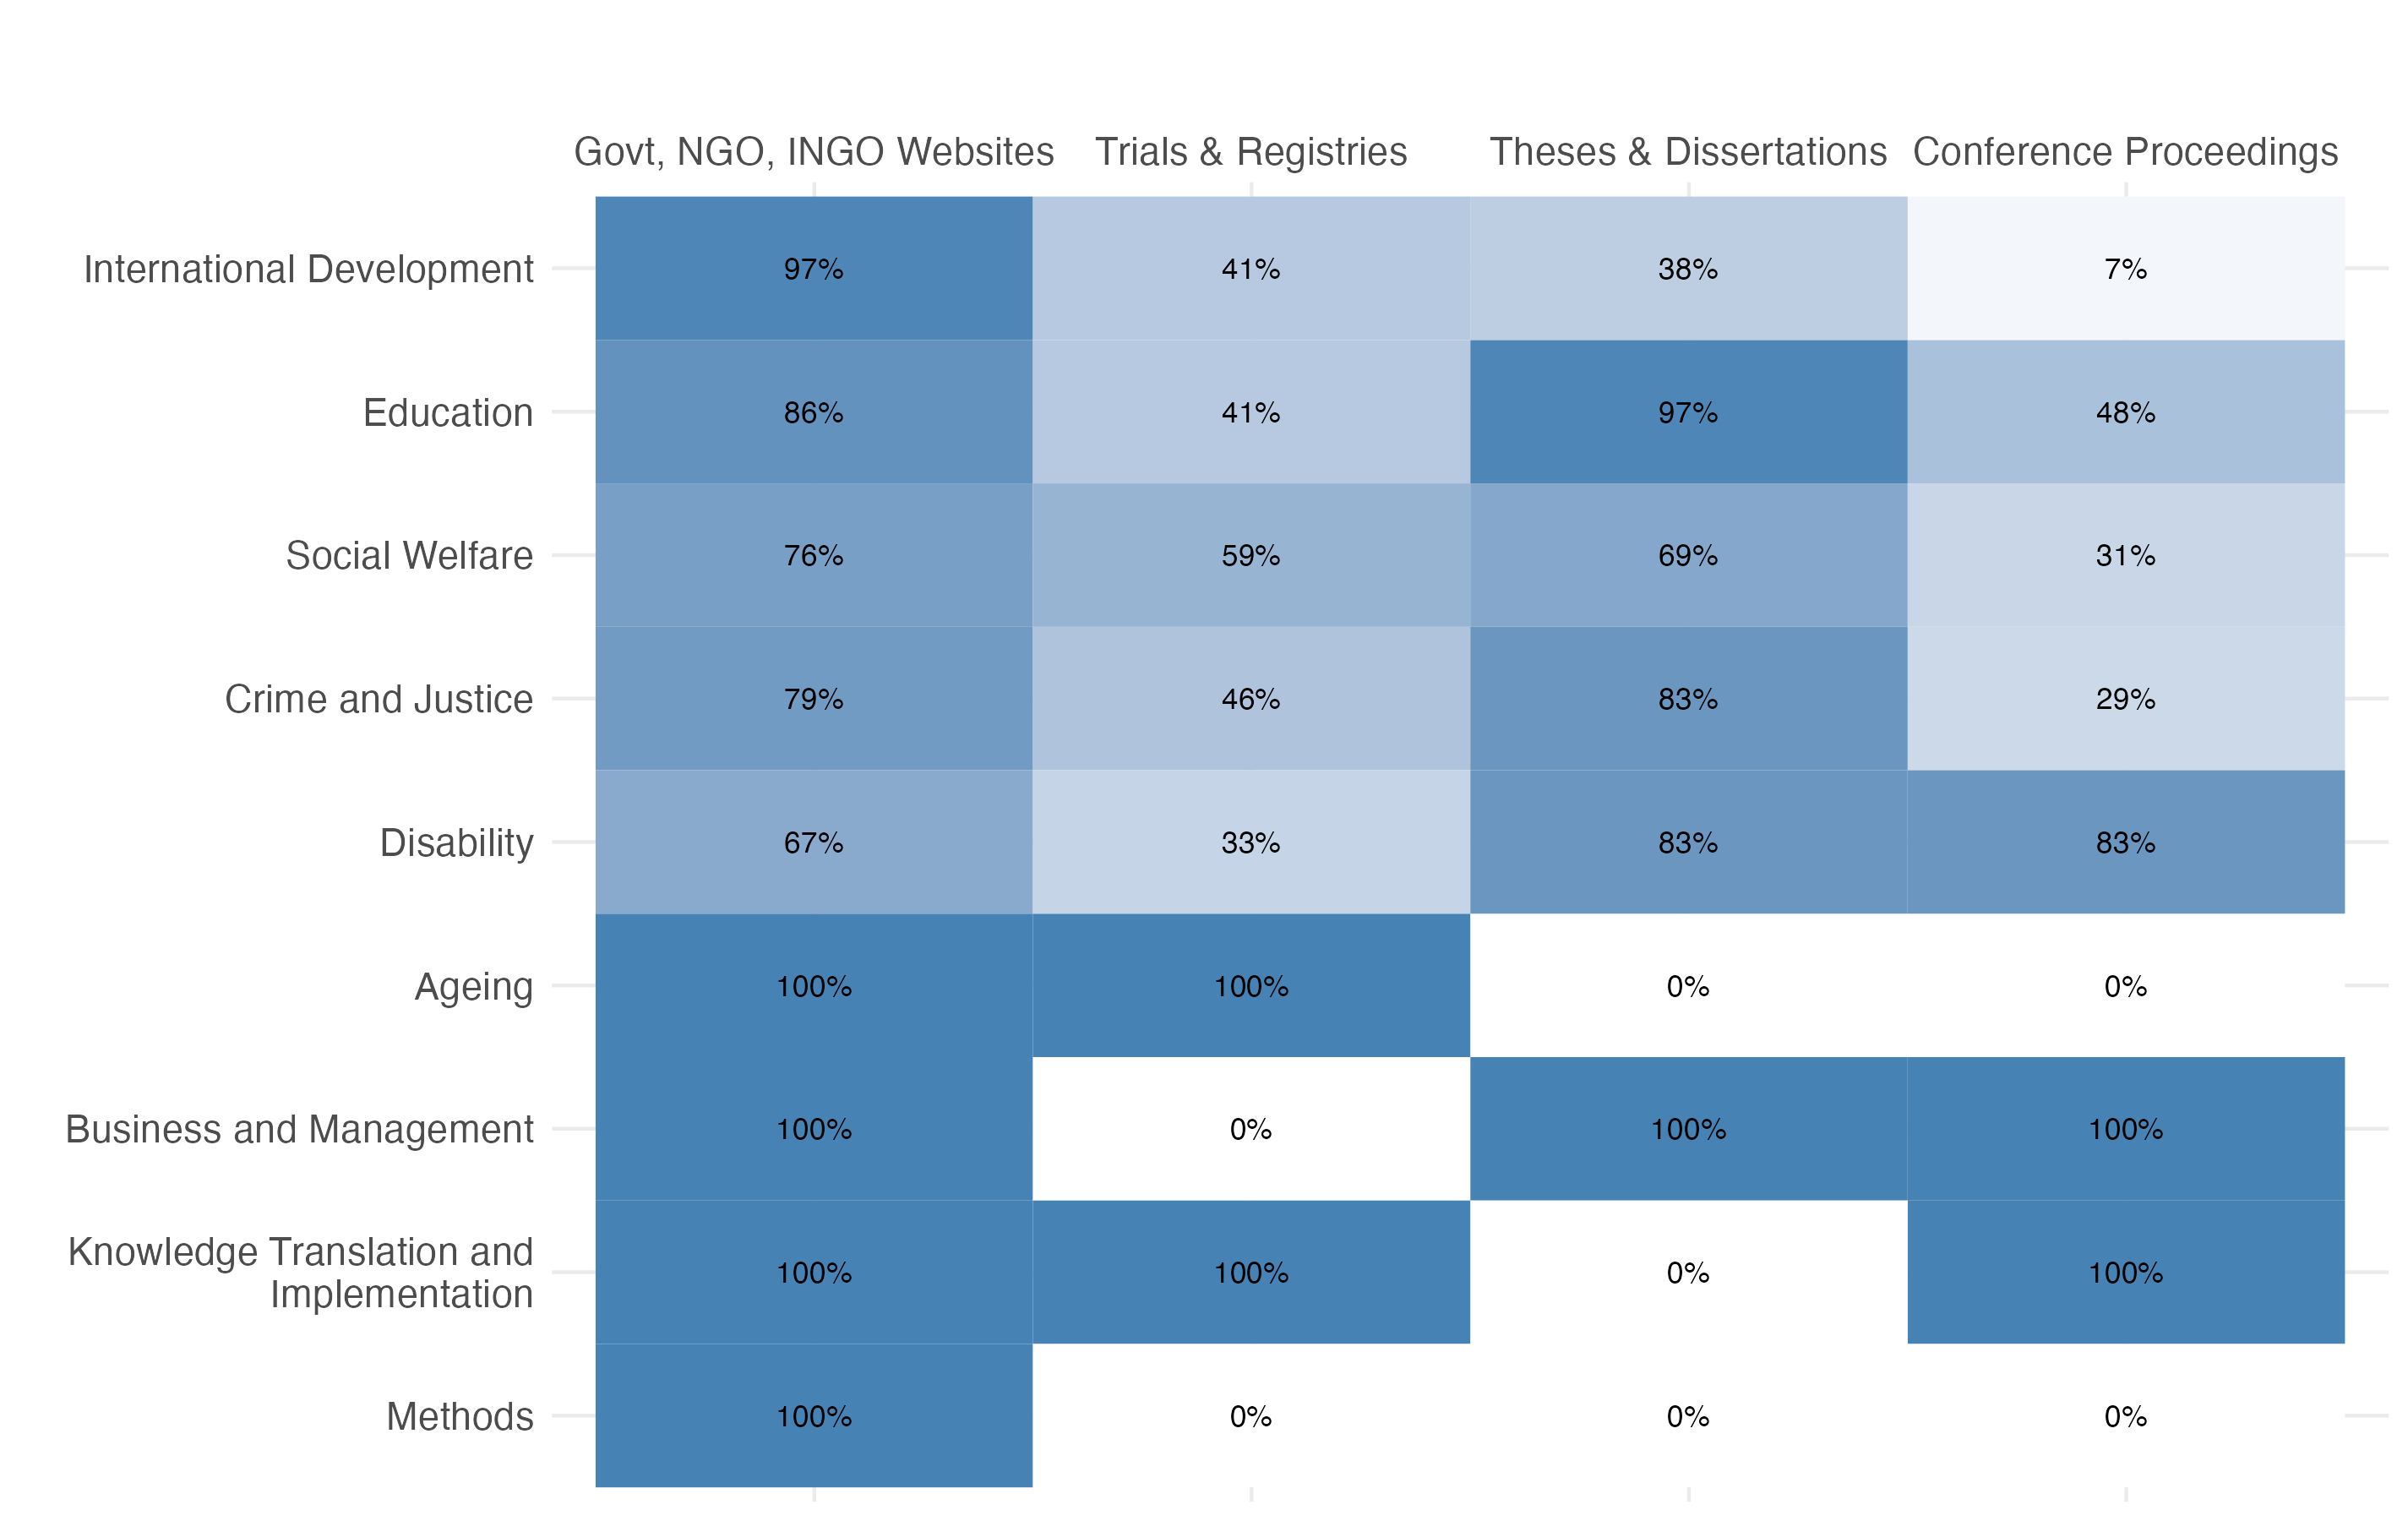 Govt, NGO, INGO Websites Trials & Registries Theses & Dissertations Conference Proceedings
International Development 97% 41% 38% 7%
Education 86% 41% 97% 48%
Social Welfare 76% 59% 69% 31%
Crime and Justice 79% 46% 83% 29%
Disability 67% 33% 83% 83%
Ageing 100% 100% 0% 0%
Business and Management 100% 0% 100% 100%
Knowledge Translation and
Implementation 100% 100% 0% 100%
Methods 100% 0% 0% 0%